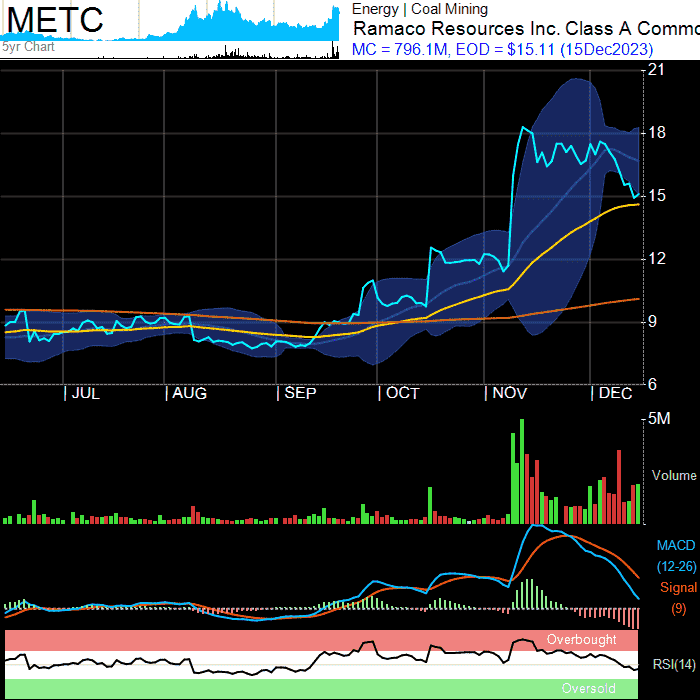 METC
5yr Chart
Energy | Coal Mining
Ramaco Resources Inc. Class A Commo
MC = 796.1M, EOD = $15.11 (15Dec2023)
21
18
15
12
9
6
JUL AUG SEP OCT NOV DEC
5M
Volume
MACD
(12-26)
Signal
(9)
Overbought
RSI(14)
Oversold